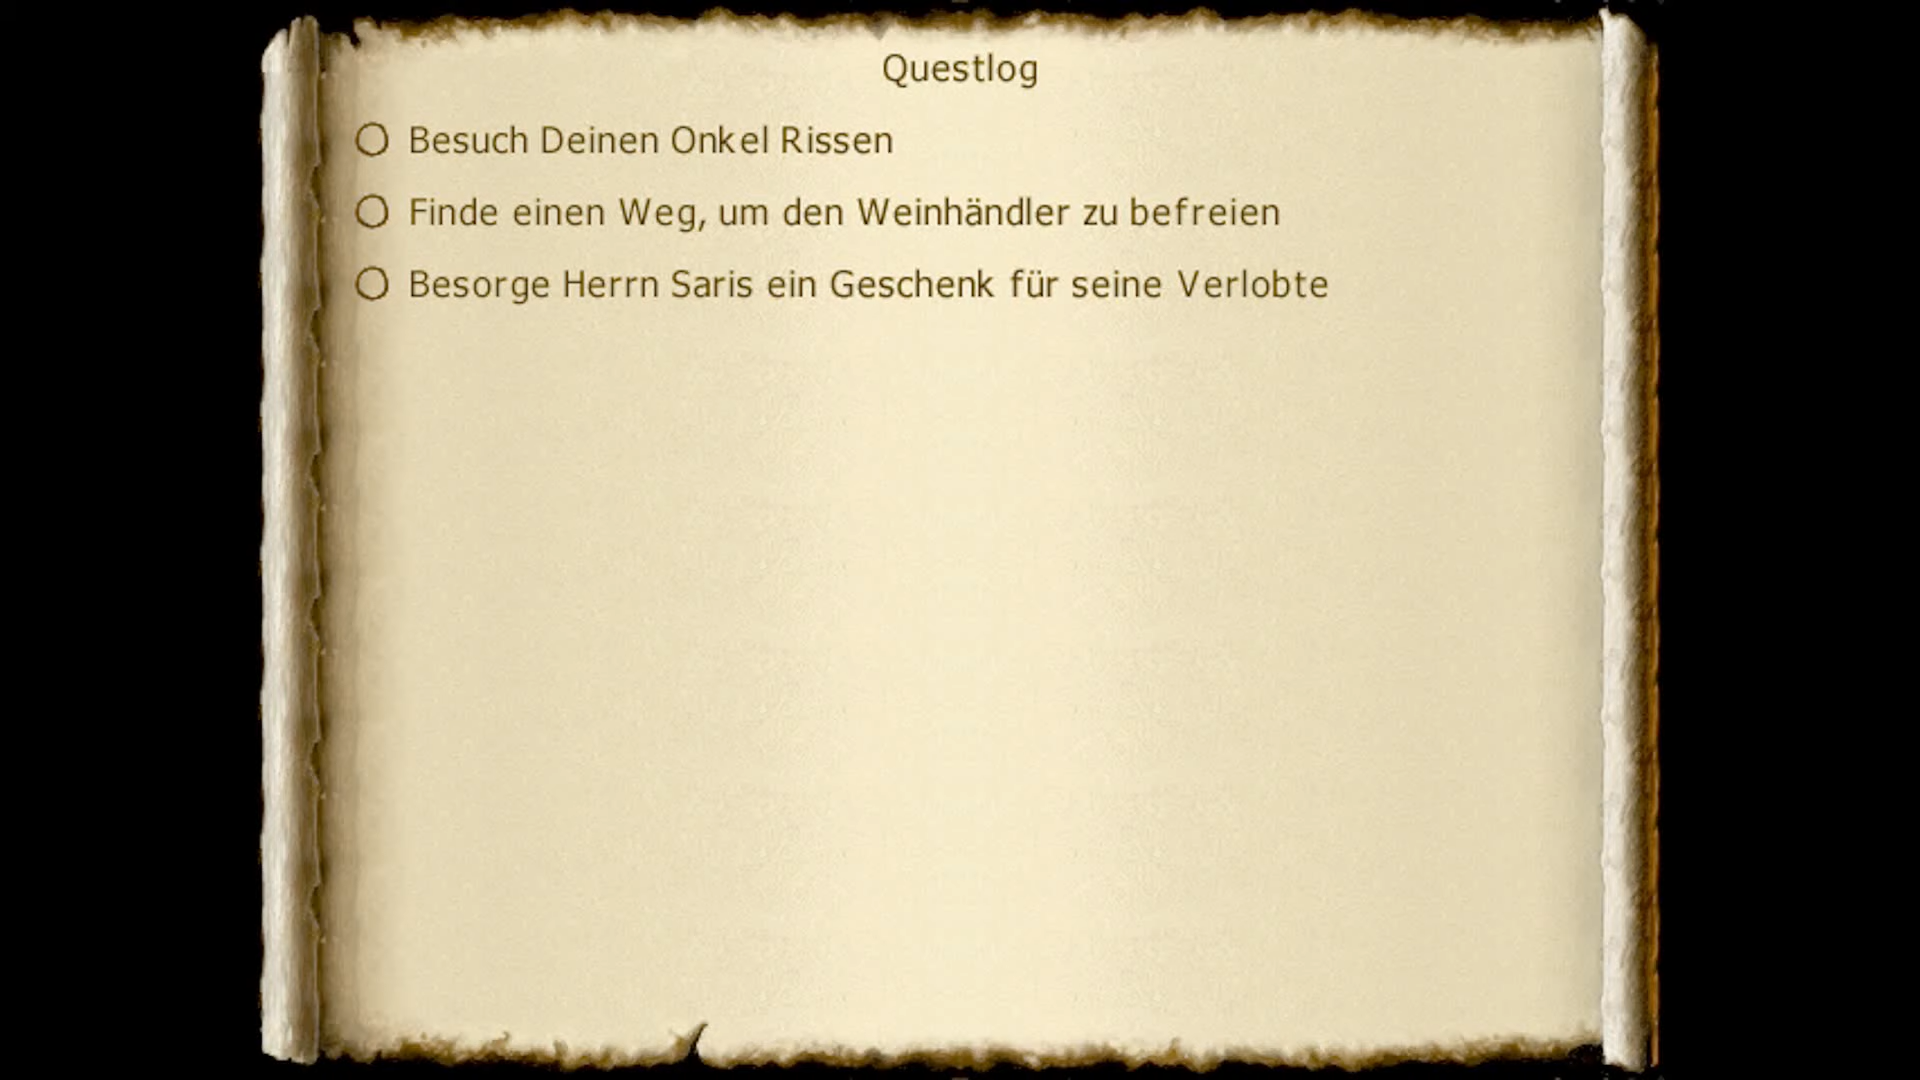 Questlog
Besuch Deinen Onkel Rissen
Finde einen Weg, um den Weinhändler zu befreien
Besorge Herrn Saris ein Geschenk für seine Verlobte